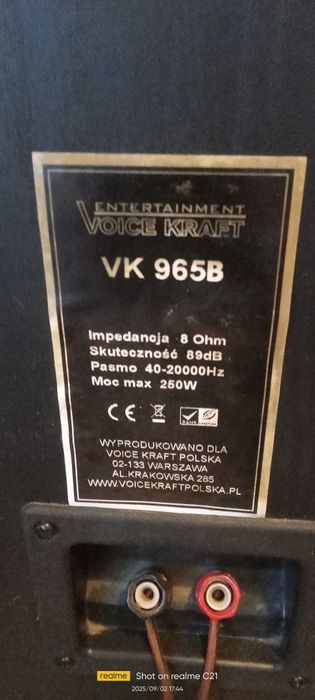 ENTERTAINMENT
VOICE KRAFT
VK 965B
Impedancja 8 Ohm
Skuteczność 89dB
Pasmo 40-20000Hz
Moc max 250W
CE
WYPRODUKOWANO DLA
VOICE KRAFT POLSKA
02-133 WARSZAWA
AL.KRAKOWSKA 285
WWW.VOICEKRAFTPOLSKA.PL
realme
Shot on realme C21
2025/09/02 17:44